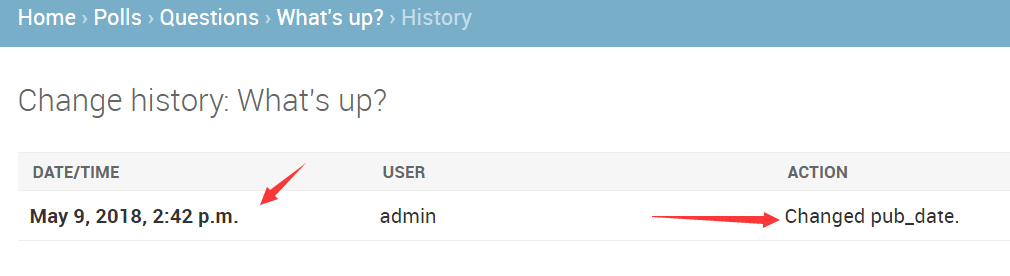 Home › Polls › Questions › What's up? › History
Change history: What's up?
DATE/TIME USER ACTION
May 9, 2018, 2:42 p.m. admin Changed pub_date.